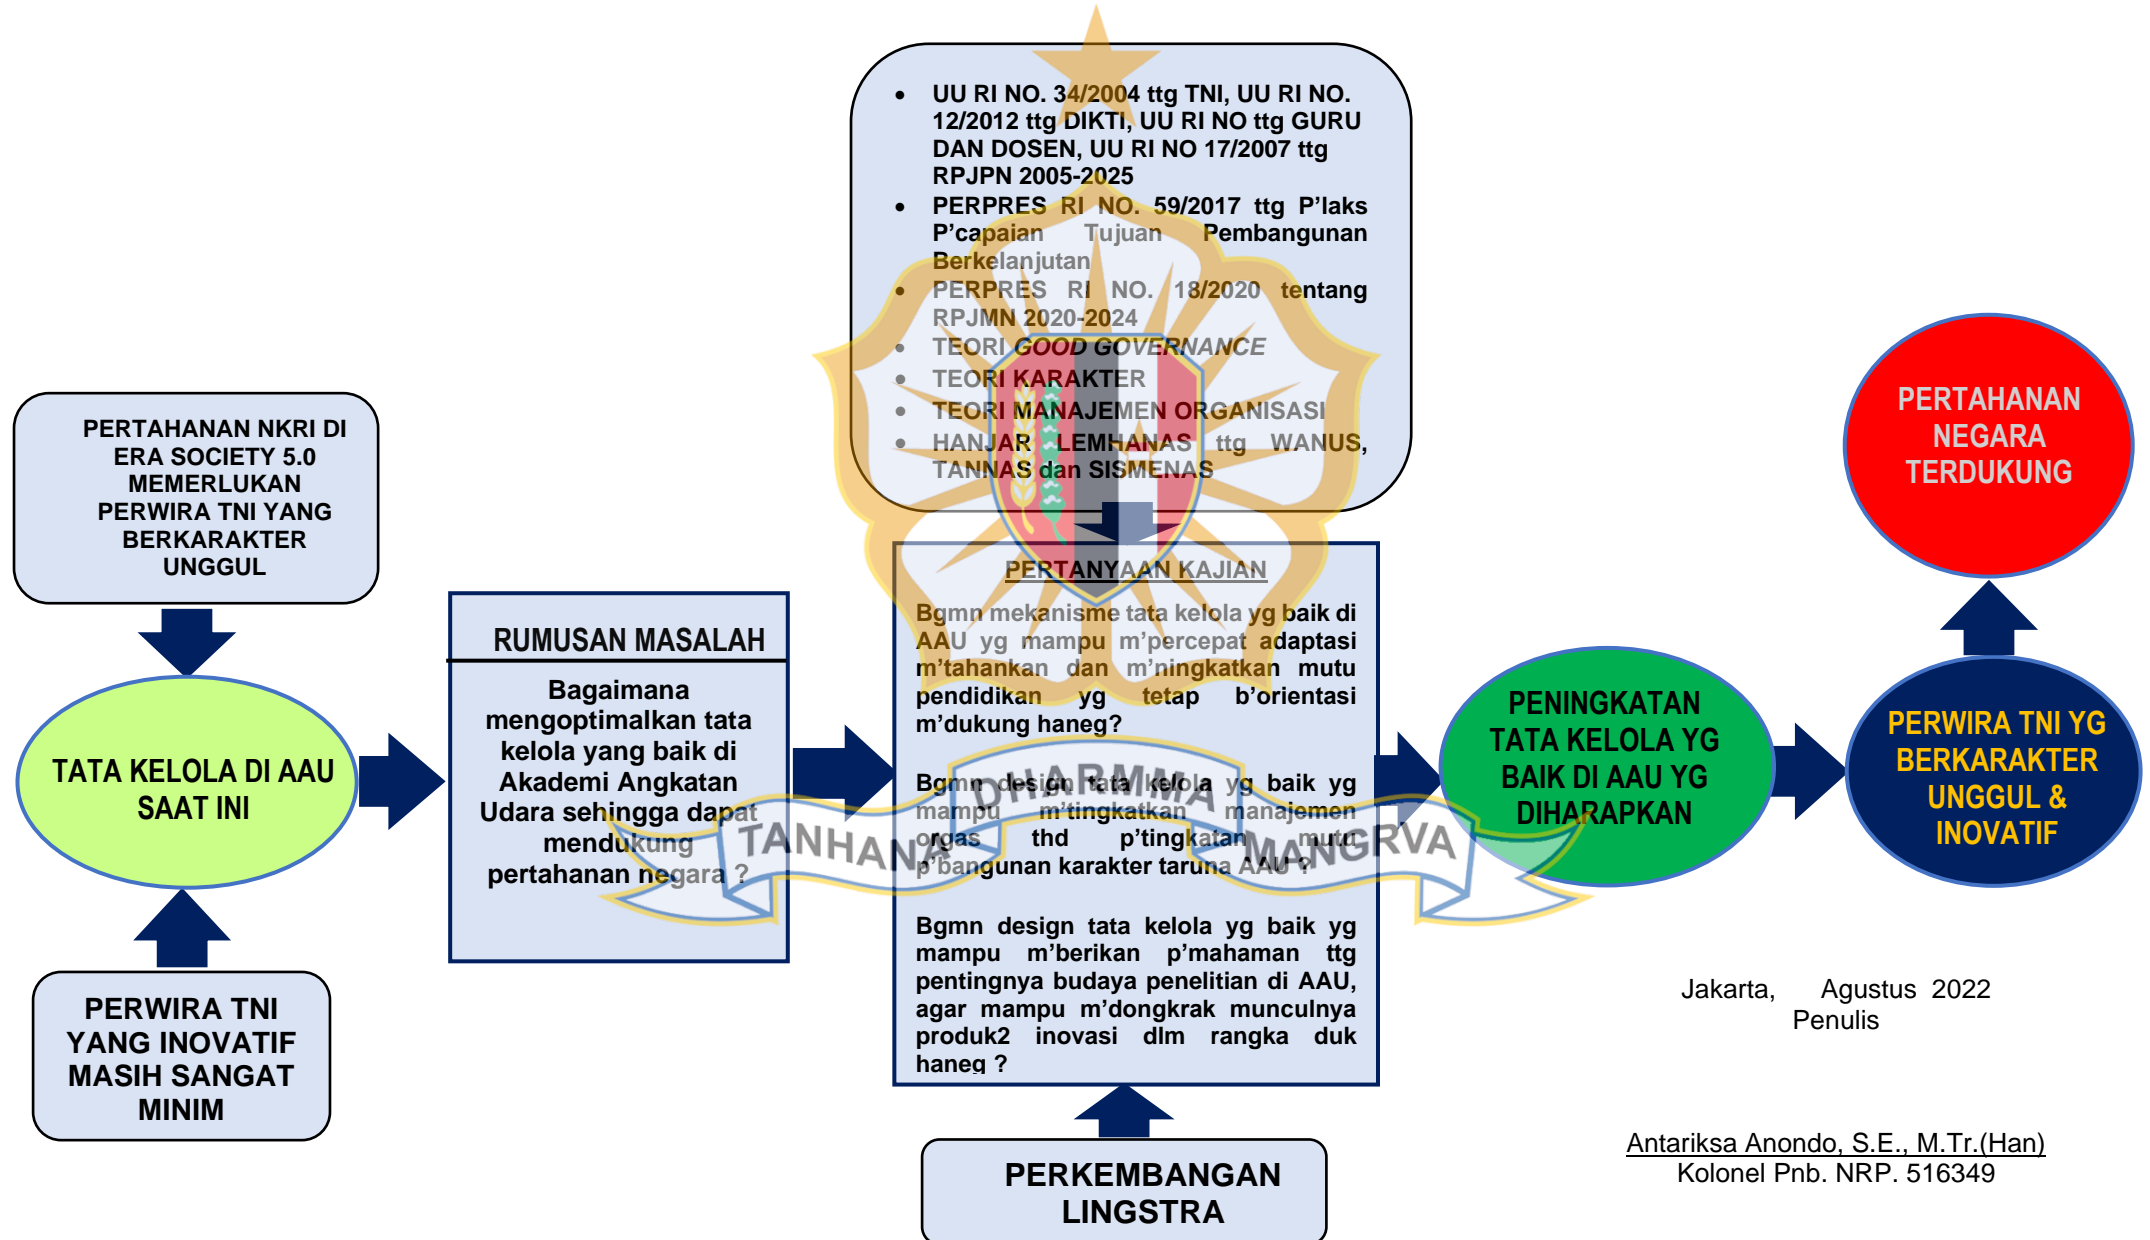 UU RI NO. 34/2004 ttg TNI, UU RI NO.
12/2012 ttg DIKTI, UU RI NO ttg GURU
DAN DOSEN, UU RI NO 17/2007 ttg
RPJPN 2005-2025
PERPRES RI NO. 59/2017 ttg P’laks
P’capaian Tujuan Pembangunan
Berkelanjutan
PERPRES RI NO. 18/2020 tentang
RPJMN 2020-2024
TEORI GOOD GOVERNANCE
TEORI KARAKTER
TEORI MANAJEMEN ORGANISASI
HANJAR LEMHANAS ttg WANUS,
TANNAS dan SISMENAS
PERTAHANAN NKRI DI
ERA SOCIETY 5.0
MEMERLUKAN
PERWIRA TNI YANG
BERKARAKTER
UNGGUL
TATA KELOLA DI AAU
SAAT INI
PERWIRA TNI
YANG INOVATIF
MASIH SANGAT
MINIM
RUMUSAN MASALAH
Bagaimana
mengoptimalkan tata
kelola yang baik di
Akademi Angkatan
Udara sehingga dapat
mendukung
pertahanan negara ?
PERTANYAAN KAJIAN
Bgmn mekanisme tata kelola yg baik di
AAU yg mampu m’percepat adaptasi
m’tahankan dan m’ningkatkan mutu
pendidikan yg tetap b’orientasi
m’dukung haneg?
Bgmn design tata kelola yg baik yg
mampu m’tingkatkan manajemen
orgas thd p’tingkatan mutu
p’bangunan karakter taruna AAU ?
Bgmn design tata kelola yg baik yg
mampu m’berikan p’mahaman ttg
pentingnya budaya penelitian di AAU,
agar mampu m’dongkrak munculnya
produk2 inovasi dlm rangka duk
haneg ?
TANHANA DHARMMA MANGRVA
PERKEMBANGAN
LINGSTRA
PENINGKATAN
TATA KELOLA YG
BAIK DI AAU YG
DIHARAPKAN
PERWIRA TNI YG
BERKARAKTER
UNGGUL &
INOVATIF
PERTAHANAN
NEGARA
TERDUKUNG
Jakarta, Agustus 2022
Penulis
Antariksa Anondo, S.E., M.Tr.(Han)
Kolonel Pnb. NRP. 516349